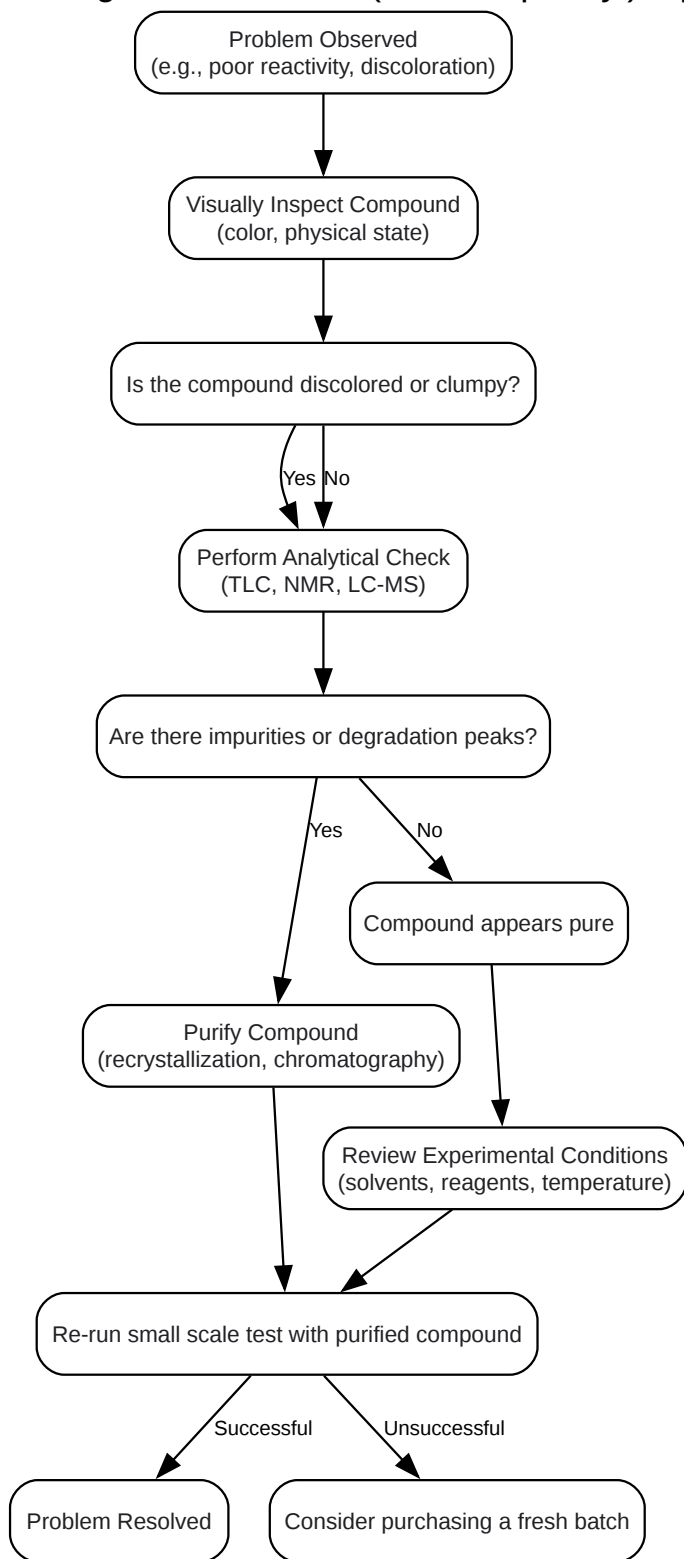 Problem Observed
(e.g., poor reactivity, discoloration)
Visually Inspect Compound
(color, physical state)
Is the compound discolored or clumpy?
Yes
No
Perform Analytical Check
(TLC, NMR, LC-MS)
Are there impurities or degradation peaks?
Yes
No
Compound appears pure
Purify Compound
(recrystallization, chromatography)
Review Experimental Conditions
(solvents, reagents, temperature)
Re-run small scale test with purified compound
Successful
Unsuccessful
Problem Resolved
Consider purchasing a fresh batch